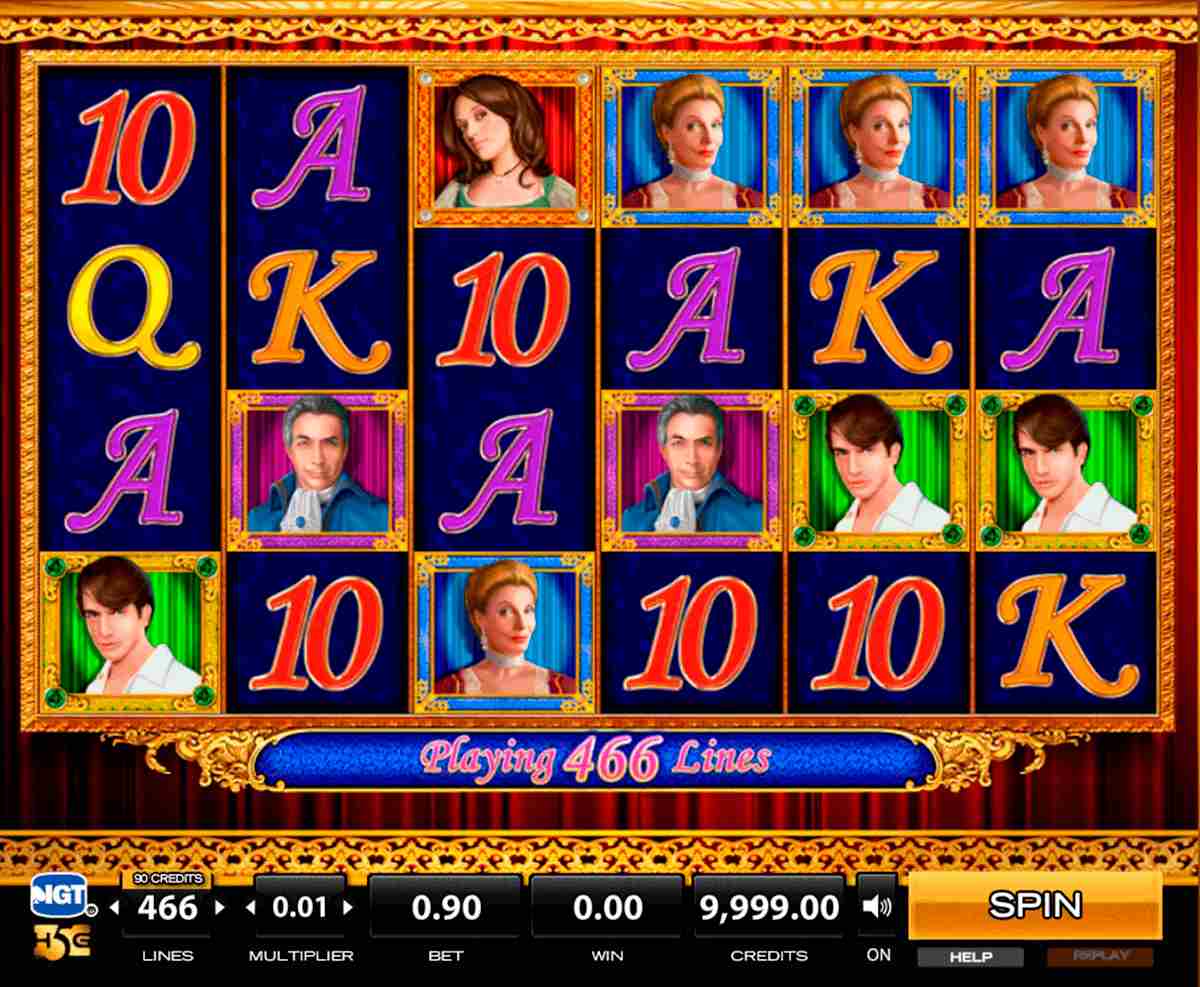 10 A
Q K 10 A K A
A A
10 10 10 K
Playing 466 Lines
90 CREDITS
IGT ® 466 0.01 0.90 0.00 9,999.00 SPIN
H5G LINES MULTIPLIER BET WIN CREDITS ON HELP REPLAY